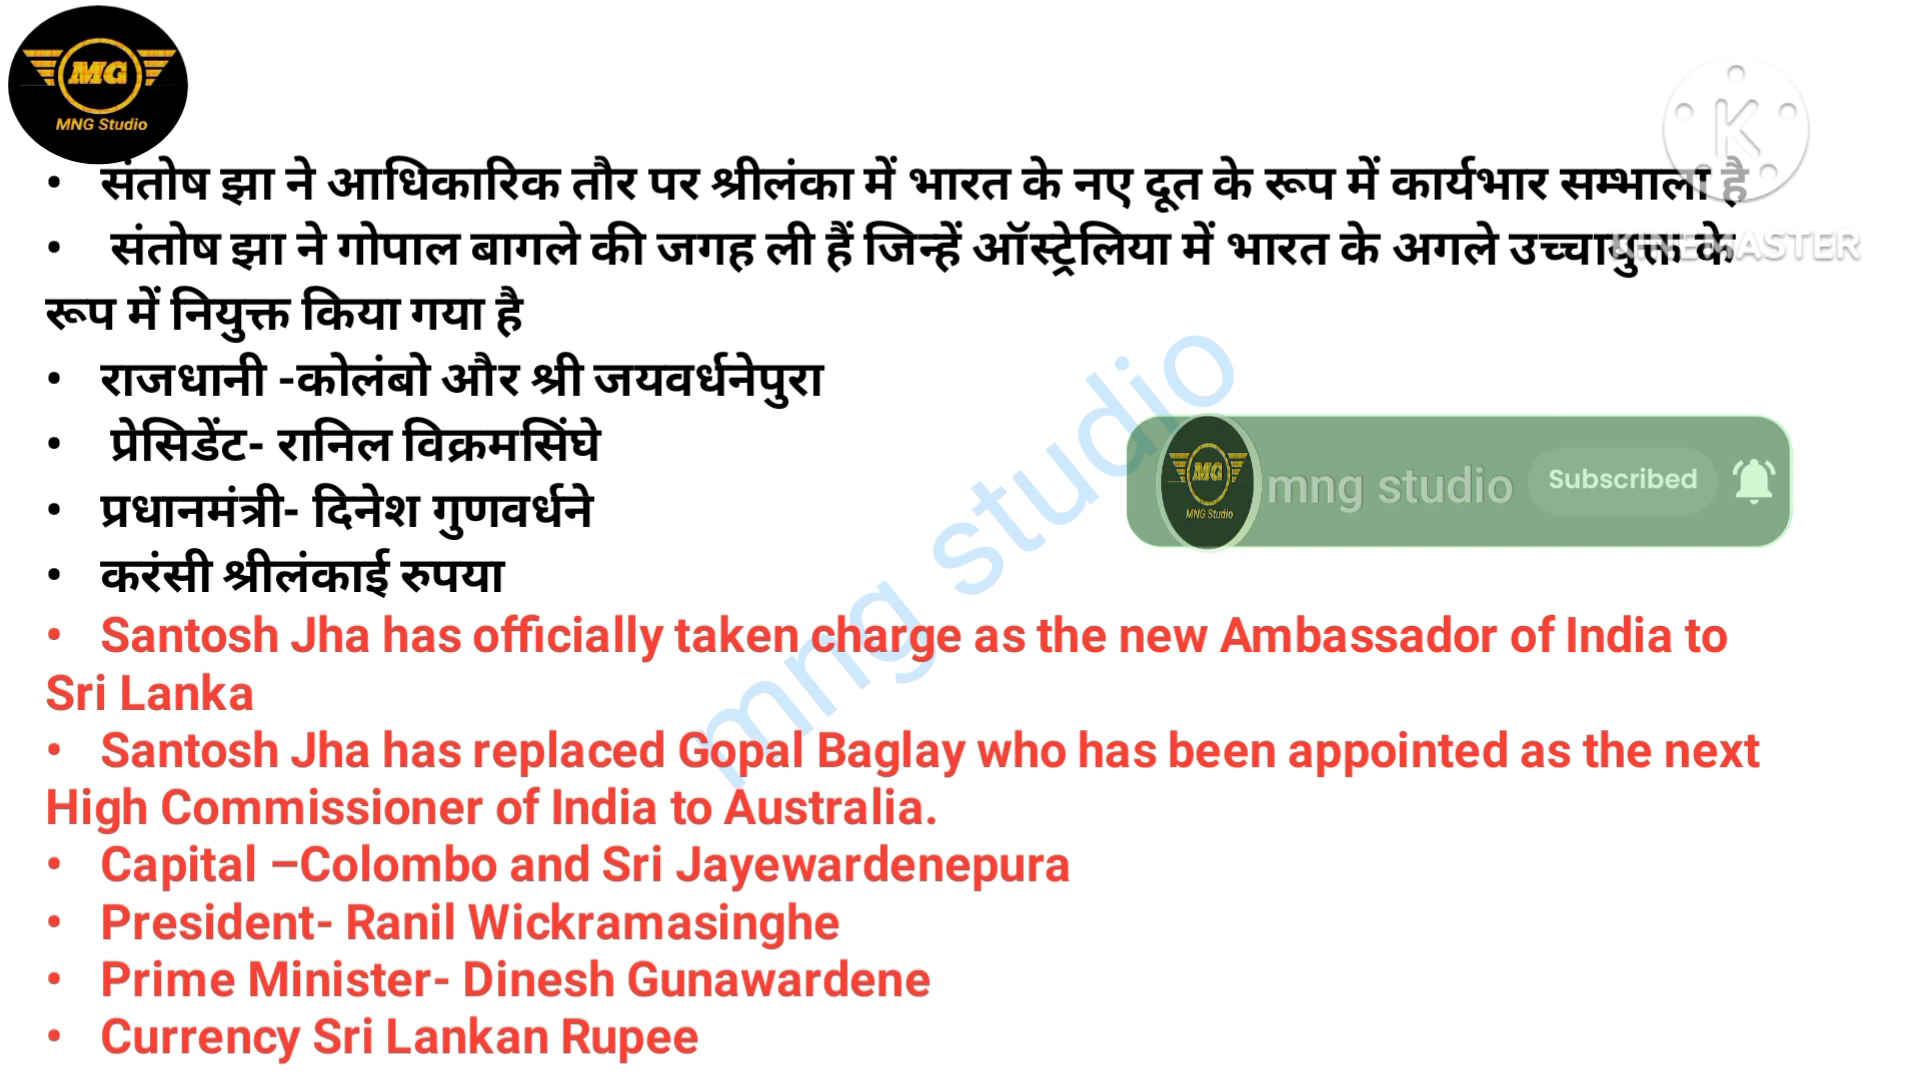 MG
MNG Studio
• संतोष झा ने आधिकारिक तौर पर श्रीलंका में भारत के नए दूत के रूप में कार्यभार सम्भाला है
• संतोष झा ने गोपाल बागले की जगह ली हैं जिन्हें ऑस्ट्रेलिया में भारत के अगले उच्चायुक्त के
रूप में नियुक्त किया गया है
• राजधानी -कोलंबो और श्री जयवर्धनेपुरा
• प्रेसिडेंट- रानिल विक्रमसिंघे
• प्रधानमंत्री- दिनेश गुणवर्धने
• करंसी श्रीलंकाई रुपया
• Santosh Jha has officially taken charge as the new Ambassador of India to
Sri Lanka
• Santosh Jha has replaced Gopal Baglay who has been appointed as the next
High Commissioner of India to Australia.
• Capital –Colombo and Sri Jayewardenepura
• President- Ranil Wickramasinghe
• Prime Minister- Dinesh Gunawardene
• Currency Sri Lankan Rupee
K
KINEMASTER
MG
MNG Studio
mng studio
Subscribed
mng studio